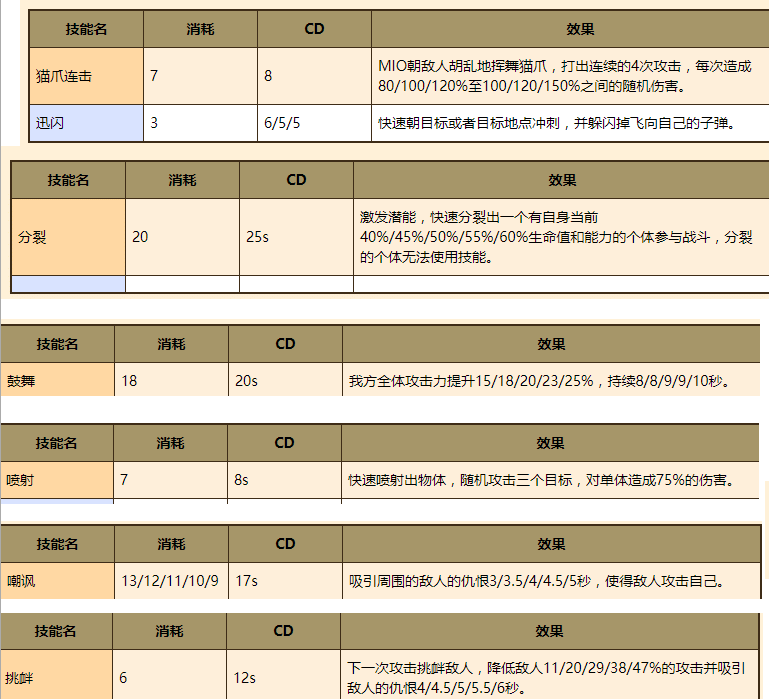 技能名 消耗 CD 效果
猫爪连击 7 8 MIO朝敌人胡乱地挥舞猫爪，打出连续的4次攻击，每次造成
80/100/120%至100/120/150%之间的随机伤害。
迅闪 3 6/5/5 快速朝目标或者目标地点冲刺，并躲闪掉飞向自己的子弹。
技能名 消耗 CD 效果
激发潜能，快速分裂出一个有自身当前
分裂 20 25s 40%/45%/50%/55%/60%生命值和能力的个体参与战斗，分裂
的个体无法使用技能。
技能名 消耗 CD 效果
鼓舞 18 20s 我方全体攻击力提升15/18/20/23/25%，持续8/8/9/9/10秒。
技能名 消耗 CD 效果
喷射 7 8s 快速喷射出物体，随机攻击三个目标，对单体造成75%的伤害。
技能名 消耗 CD 效果
嘲讽 13/12/11/10/9 17s 吸引周围的敌人的仇恨3/3.5/4/4.5/5秒，使得敌人攻击自己。
技能名 消耗 CD 效果
挑衅 6 12s 下一次攻击挑衅敌人，降低敌人11/20/29/38/47%的攻击并吸引
敌人的仇恨4/4.5/5/5.5/6秒。